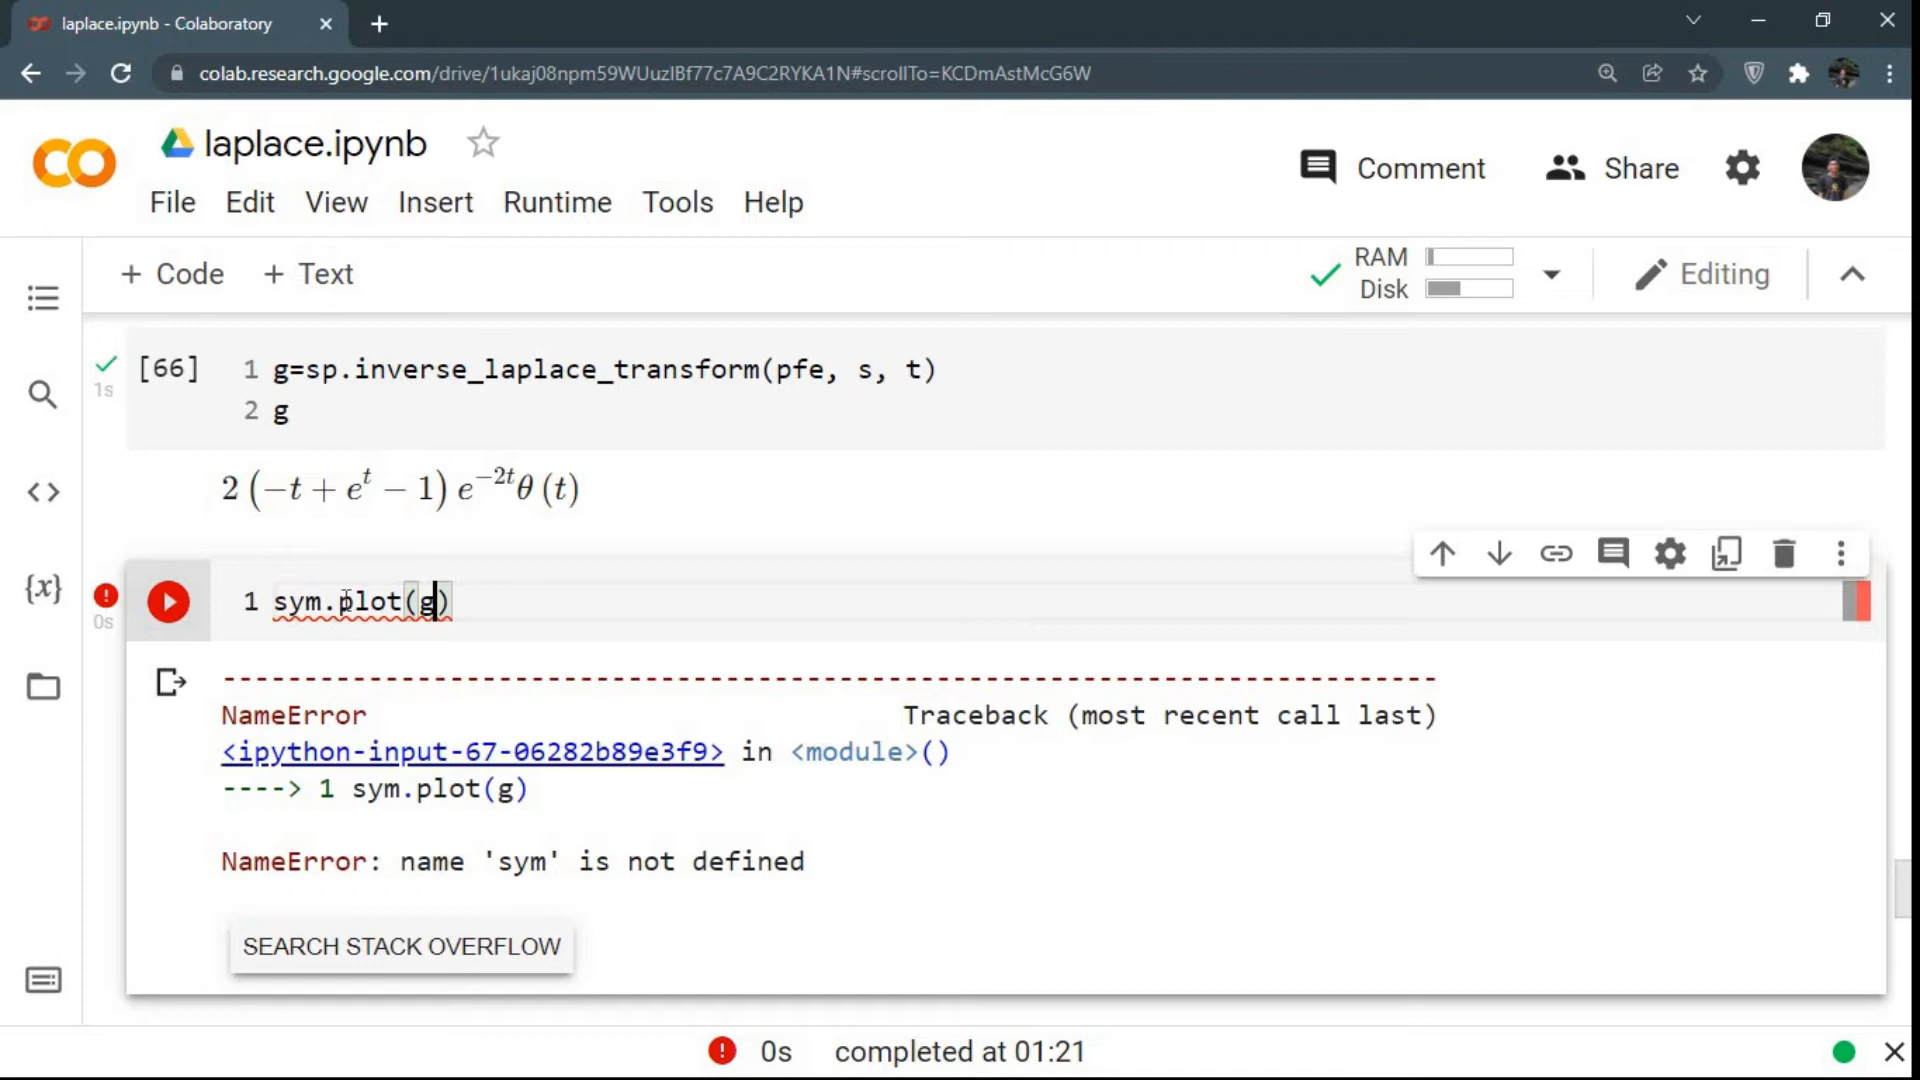 laplace.ipynb - Colaboratory
colab.research.google.com/drive/1ukaj08npm59WUuzIBf77c7A9C2RYKA1N#scrollTo=KCDmAstMcG6W
laplace.ipynb
Comment
Share
File Edit View Insert Runtime Tools Help
+ Code + Text
RAM
Disk
Editing
[66]
1s
1 g=sp.inverse_laplace_transform(pfe, s, t)
2 g
2 (−t + e^t − 1) e^{−2t} θ (t)
{x}
0s
1 sym.plot(g)
---------------------------------------------------------------------------
NameError Traceback (most recent call last)
<ipython-input-67-06282b89e3f9> in <module>()
----> 1 sym.plot(g)
NameError: name 'sym' is not defined
SEARCH STACK OVERFLOW
0s completed at 01:21